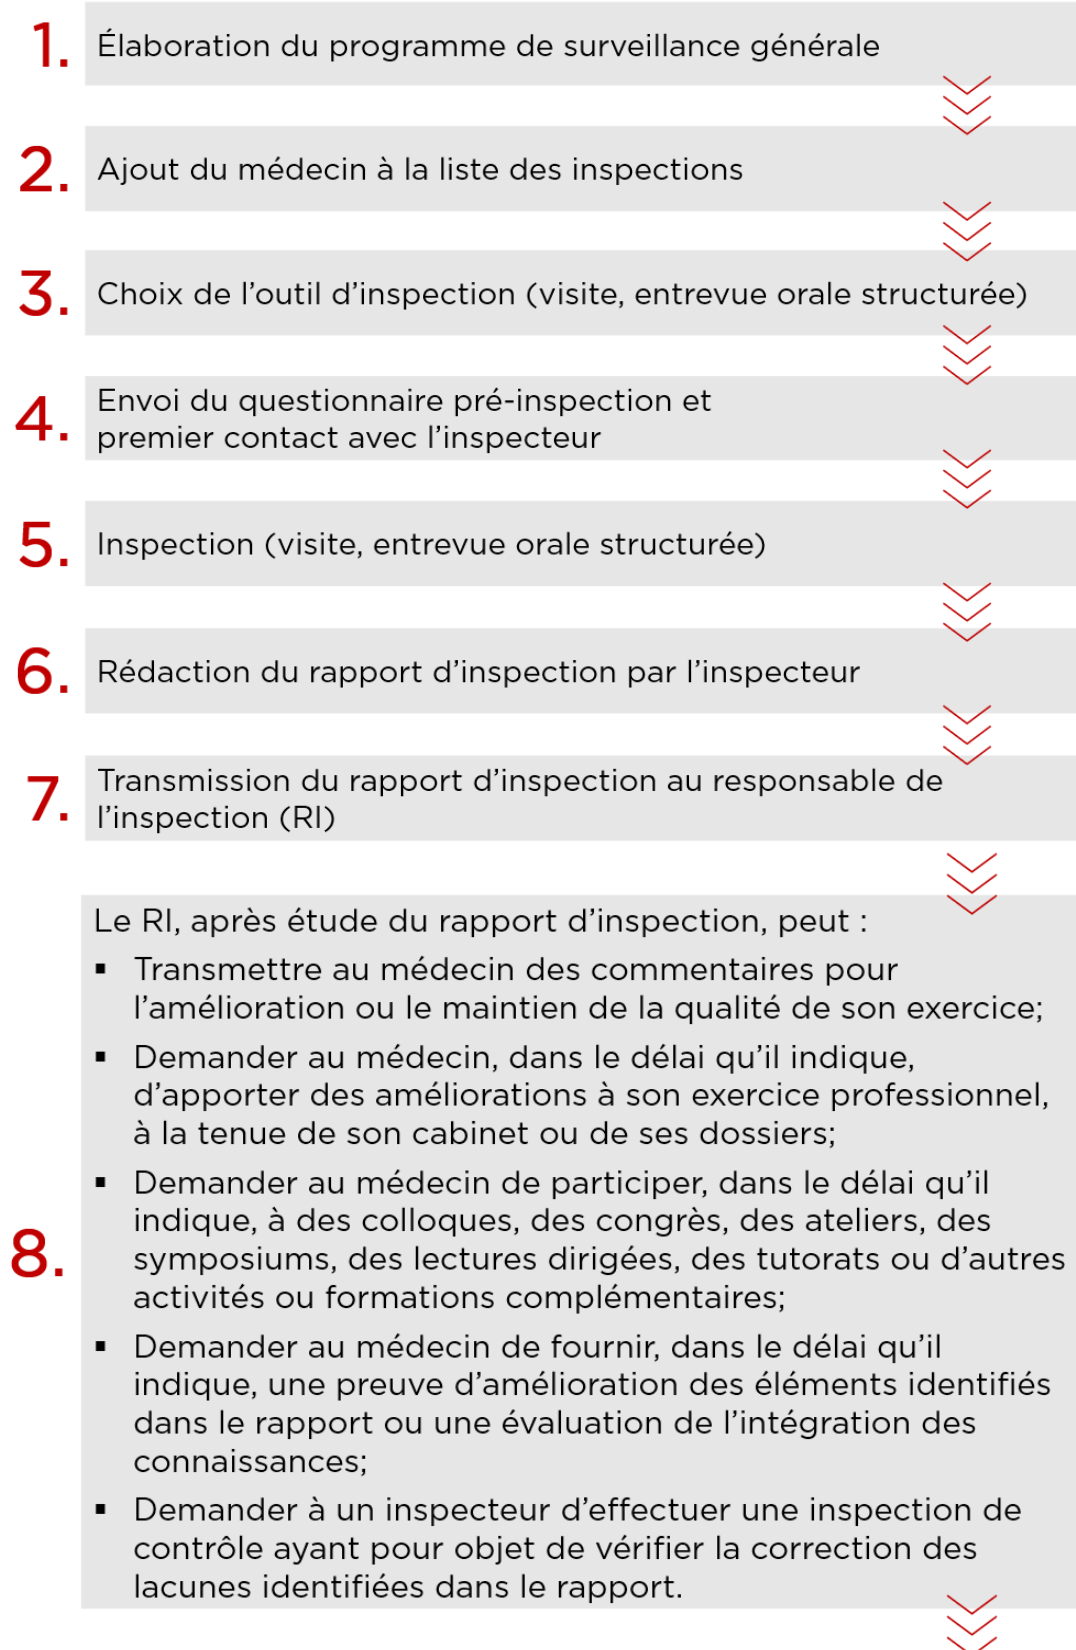 1. Élaboration du programme de surveillance générale
2. Ajout du médecin à la liste des inspections
3. Choix de l’outil d’inspection (visite, entrevue orale structurée)
4. Envoi du questionnaire pré-inspection et
premier contact avec l’inspecteur
5. Inspection (visite, entrevue orale structurée)
6. Rédaction du rapport d’inspection par l’inspecteur
7. Transmission du rapport d’inspection au responsable de
l’inspection (RI)
8.
Le RI, après étude du rapport d’inspection, peut :
▪ Transmettre au médecin des commentaires pour
l’amélioration ou le maintien de la qualité de son exercice;
▪ Demander au médecin, dans le délai qu’il indique,
d’apporter des améliorations à son exercice professionnel,
à la tenue de son cabinet ou de ses dossiers;
▪ Demander au médecin de participer, dans le délai qu’il
indique, à des colloques, des congrès, des ateliers, des
symposiums, des lectures dirigées, des tutorats ou d’autres
activités ou formations complémentaires;
▪ Demander au médecin de fournir, dans le délai qu’il
indique, une preuve d’amélioration des éléments identifiés
dans le rapport ou une évaluation de l’intégration des
connaissances;
▪ Demander à un inspecteur d’effectuer une inspection de
contrôle ayant pour objet de vérifier la correction des
lacunes identifiées dans le rapport.